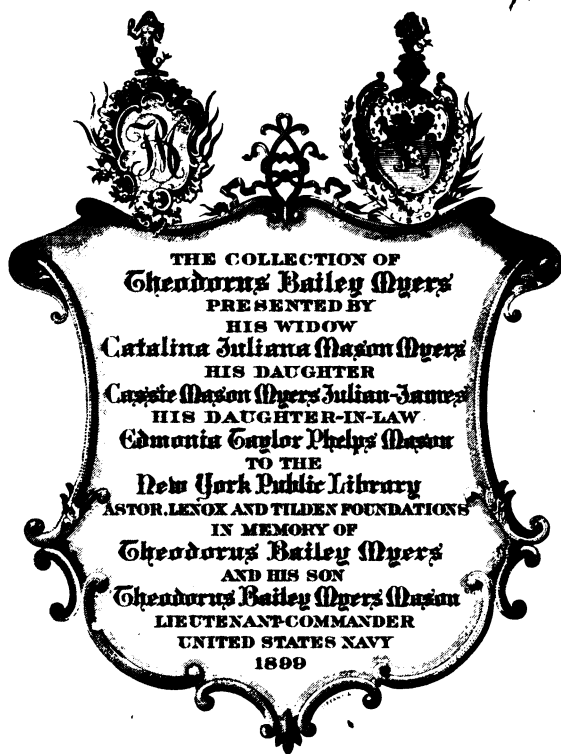 THE COLLECTION OF
Theodorus Bailey Myers
PRESENTED BY
HIS WIDOW
Catalina Juliana Mason Myers
HIS DAUGHTER
Cassie Mason Myers Julian-James
HIS DAUGHTER-IN-LAW
Edmonia Taylor Phelps Mason
TO THE
New York Public Library
ASTOR, LENOX AND TILDEN FOUNDATIONS
IN MEMORY OF
Theodorus Bailey Myers
AND HIS SON
Theodorus Bailey Myers Mason
LIEUTENANT-COMMANDER
UNITED STATES NAVY
1899